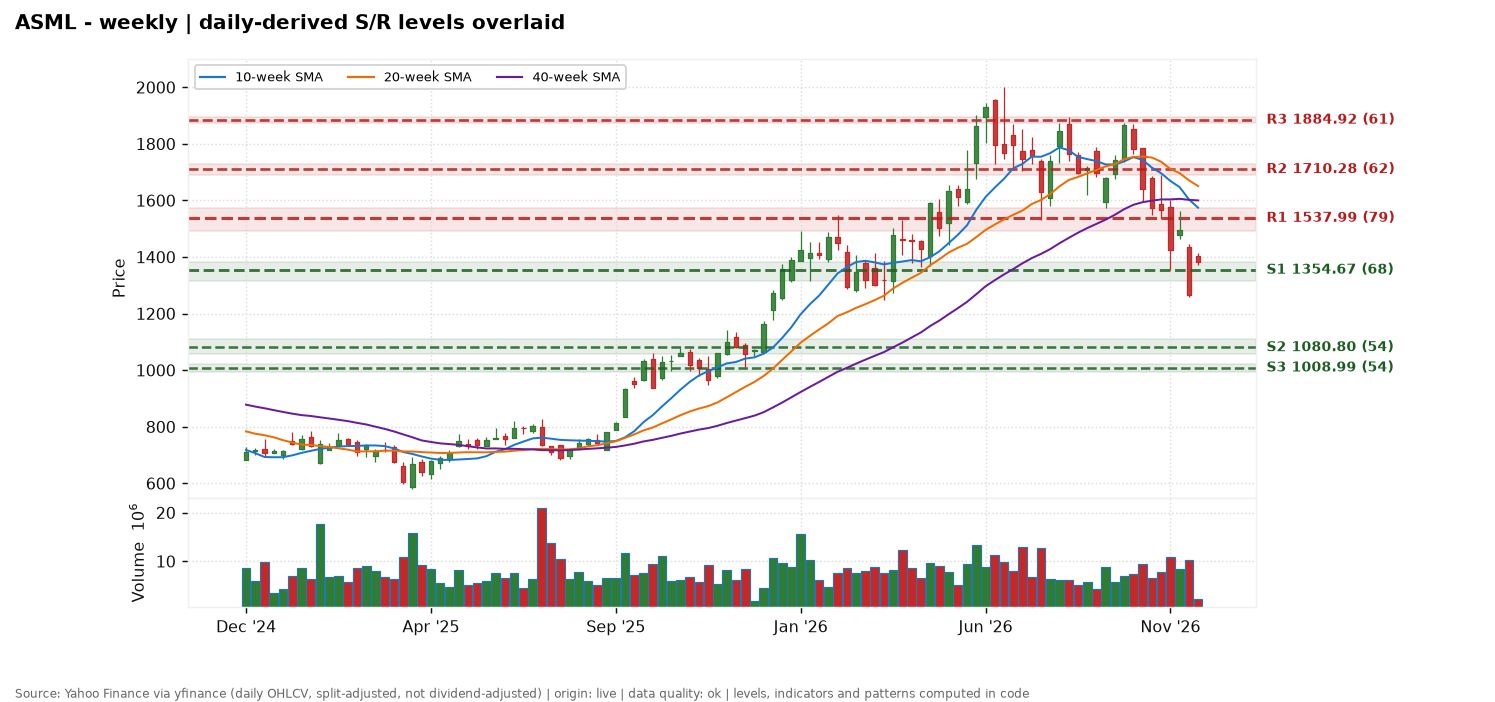 ASML - weekly | daily-derived S/R levels overlaid
10-week SMA 20-week SMA 40-week SMA
Price
2000
1800
1600
1400
1200
1000
800
600
R3 1884.92 (61)
R2 1710.28 (62)
R1 1537.99 (79)
S1 1354.67 (68)
S2 1080.80 (54)
S3 1008.99 (54)
Volume 10⁶
20
10
Dec '24 Apr '25 Sep '25 Jan '26 Jun '26 Nov '26
Source: Yahoo Finance via yfinance (daily OHLCV, split-adjusted, not dividend-adjusted) | origin: live | data quality: ok | levels, indicators and patterns computed in code